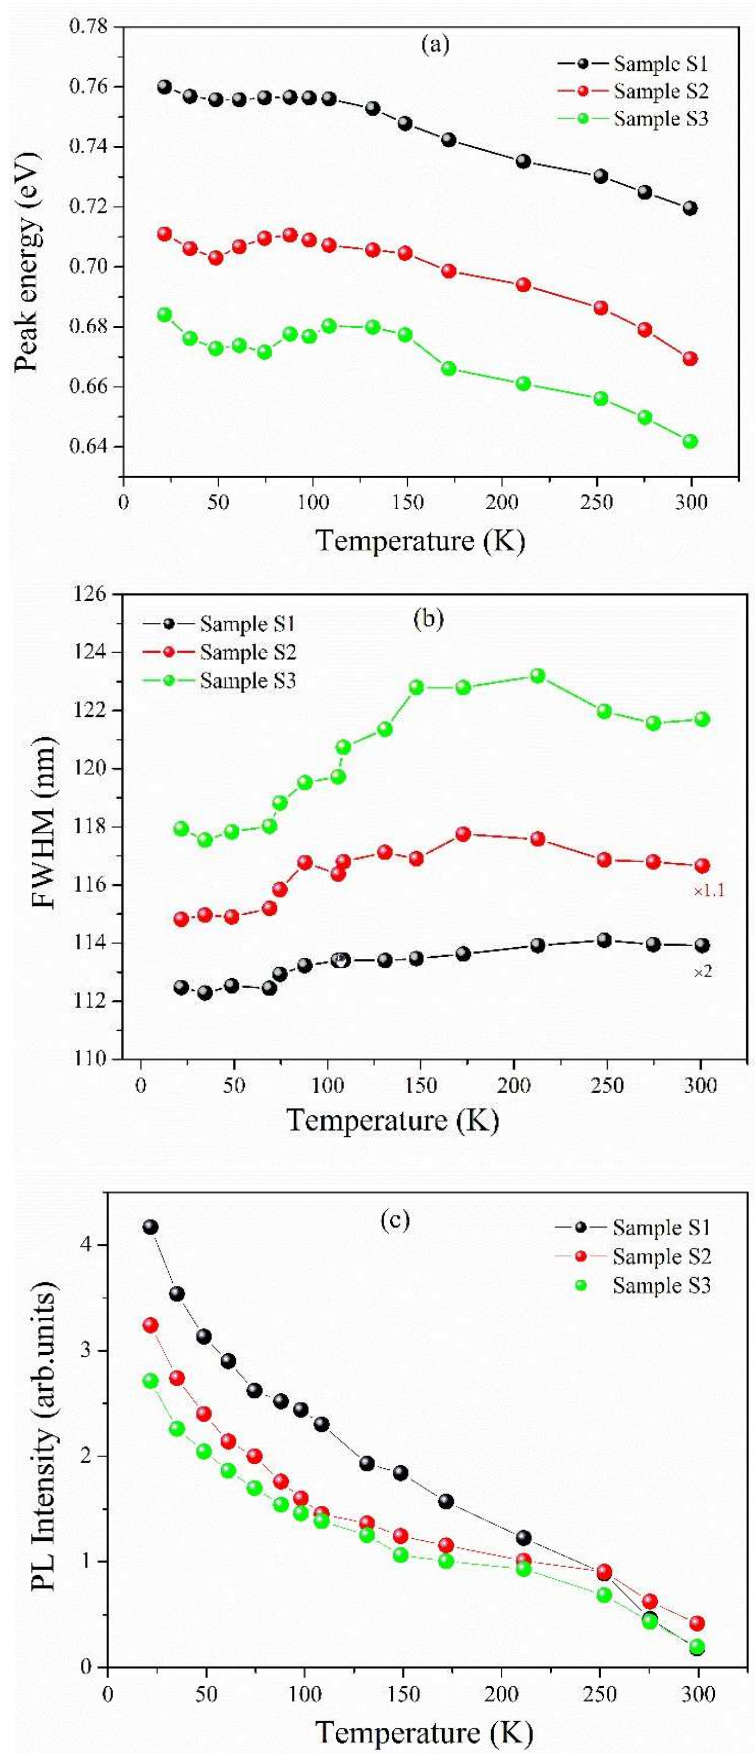 (a)
Sample S1
Sample S2
Sample S3
0.78
0.76
0.74
0.72
0.70
0.68
0.66
0.64
Peak energy (eV)
0 50 100 150 200 250 300
Temperature (K)
(b)
Sample S1
Sample S2
Sample S3
126
124
122
120
118
116
114
112
110
FWHM (nm)
×1.1
×2
0 50 100 150 200 250 300
Temperature (K)
(c)
Sample S1
Sample S2
Sample S3
4
3
2
1
0
PL Intensity (arb.units)
0 50 100 150 200 250 300
Temperature (K)